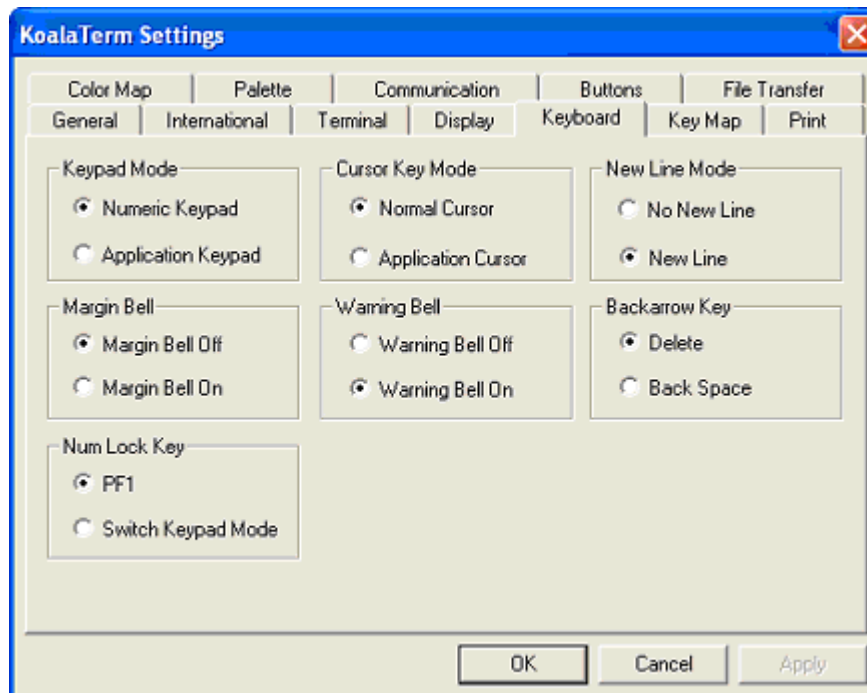 KoalaTerm Settings
Color Map Palette Communication Buttons File Transfer
General International Terminal Display Keyboard Key Map Print
Keypad Mode Cursor Key Mode New Line Mode
Numeric Keypad Normal Cursor No New Line
Application Keypad Application Cursor New Line
Margin Bell Warning Bell Backarrow Key
Margin Bell Off Warning Bell Off Delete
Margin Bell On Warning Bell On Back Space
Num Lock Key
PF1
Switch Keypad Mode
OK Cancel Apply